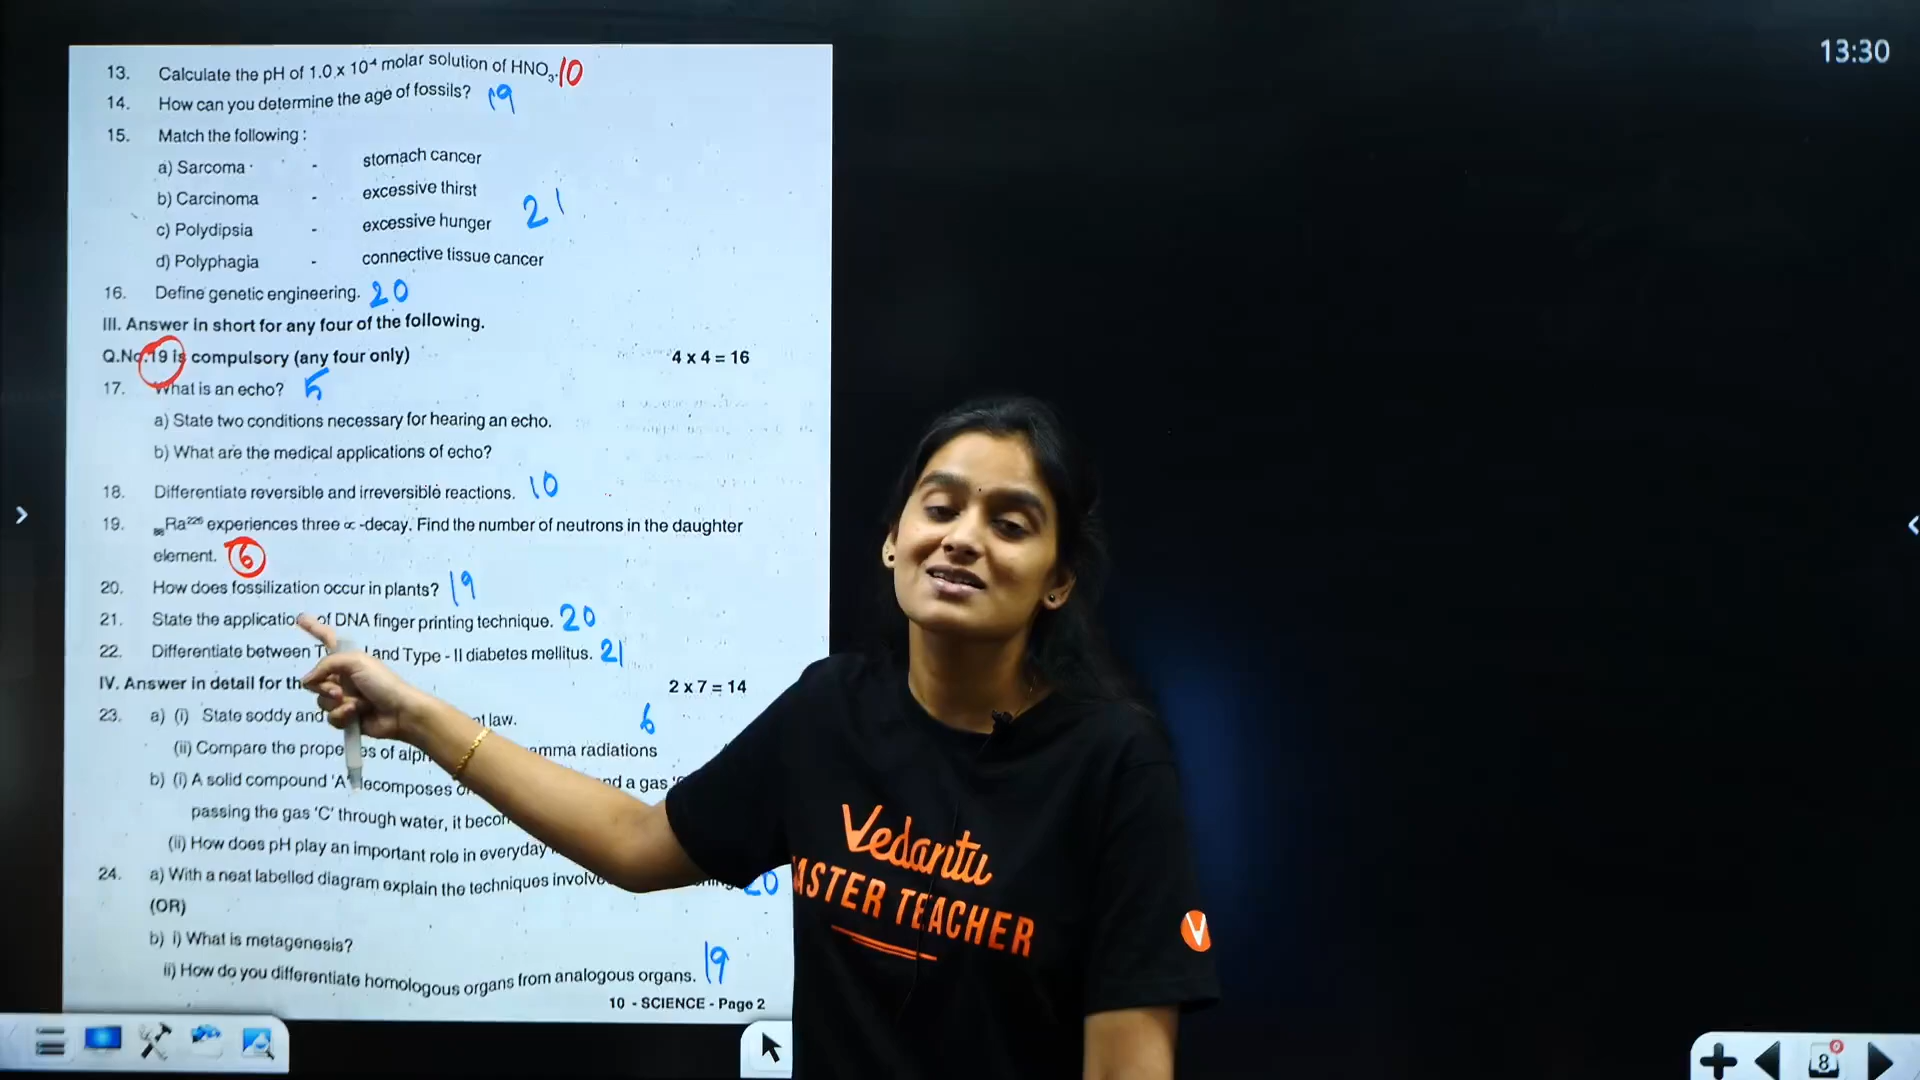 13:30
13. Calculate the pH of 1.0 x 10⁻⁴ molar solution of HNO₃. 10
14. How can you determine the age of fossils? 19
15. Match the following :
a) Sarcoma - stomach cancer
b) Carcinoma - excessive thirst
c) Polydipsia - excessive hunger 21
d) Polyphagia - connective tissue cancer
16. Define genetic engineering. 20
III. Answer in short for any four of the following.
Q.No.19 is compulsory (any four only) 4 x 4 = 16
17. What is an echo? 5
a) State two conditions necessary for hearing an echo.
b) What are the medical applications of echo?
18. Differentiate reversible and irreversible reactions. 10
19. ₈₈Ra²²⁶ experiences three ∝ -decay. Find the number of neutrons in the daughter
element. 6
20. How does fossilization occur in plants? 19
21. State the application of DNA finger printing technique. 20
22. Differentiate between and Type - II diabetes mellitus. 21
IV. Answer in detail for 2 x 7 = 14
23. a) (i) State soddy and law. 6
(ii) Compare the of radiations
b) (i) A solid compound 'A' decomposes and a gas
passing the gas 'C' through water, it
(ii) How does pH play an important role in everyday
24. a) With a neat labelled diagram explain the techniques 20
(OR)
b) i) What is metagenesis?
ii) How do you differentiate homologous organs from analogous organs. 19
10 - SCIENCE - Page 2
Vedantu
MASTER TEACHER
V
8